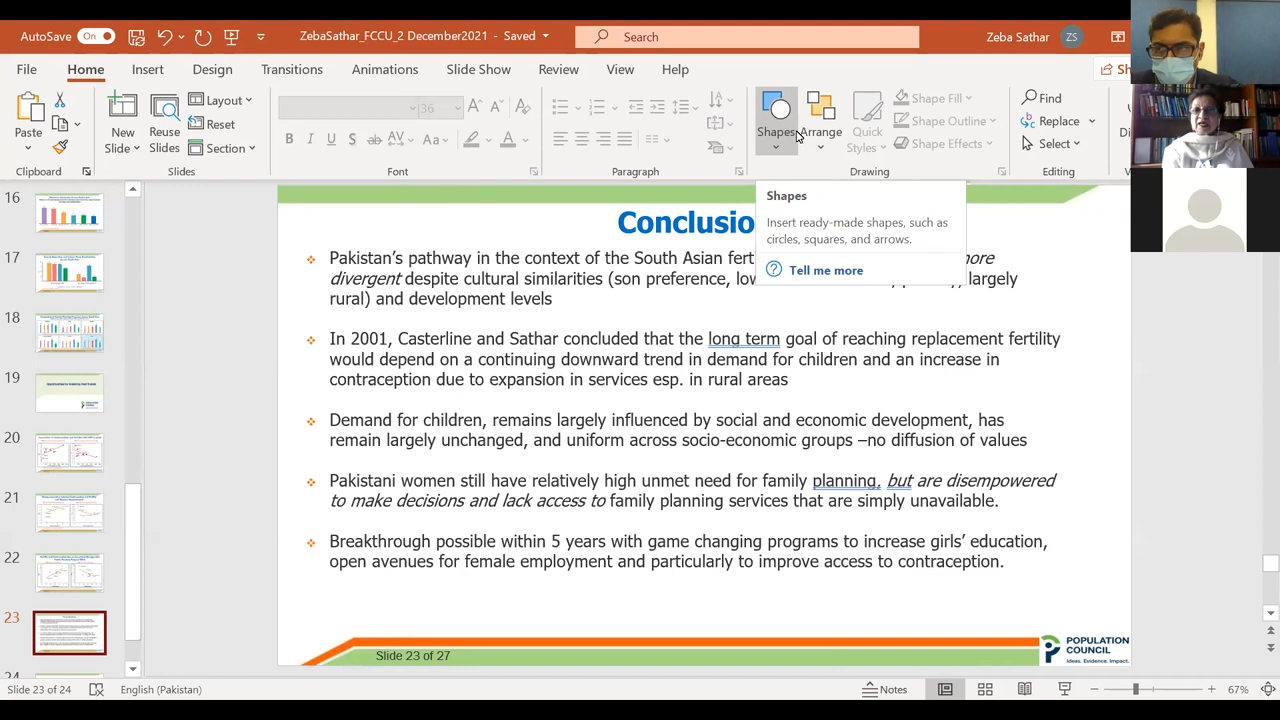 AutoSave On ZebaSathar_FCCU_2 December2021 - Saved Search Zeba Sathar ZS
File Home Insert Design Transitions Animations Slide Show Review View Help
Paste
New Slide
Reuse Slides
Layout
Reset
Section
36
Shapes
Arrange
Quick Styles
Shape Fill
Shape Outline
Shape Effects
Find
Replace
Select
Clipboard Slides Font Paragraph Drawing Editing
Shapes
Insert ready-made shapes, such as
circles, squares, and arrows.
Tell me more
16
17
18
19
20
21
22
23
24
Conclusio
Pakistan's pathway in the context of the South Asian fert more
divergent despite cultural similarities (son preference, low largely
rural) and development levels
In 2001, Casterline and Sathar concluded that the long term goal of reaching replacement fertility
would depend on a continuing downward trend in demand for children and an increase in
contraception due to expansion in services esp. in rural areas
Demand for children, remains largely influenced by social and economic development, has
remain largely unchanged, and uniform across socio-economic groups –no diffusion of values
Pakistani women still have relatively high unmet need for family planning, but are disempowered
to make decisions and lack access to family planning services that are simply unavailable.
Breakthrough possible within 5 years with game changing programs to increase girls' education,
open avenues for female employment and particularly to improve access to contraception.
Slide 23 of 27
POPULATION
COUNCIL
Ideas. Evidence. Impact.
Slide 23 of 24 English (Pakistan) Notes 67%